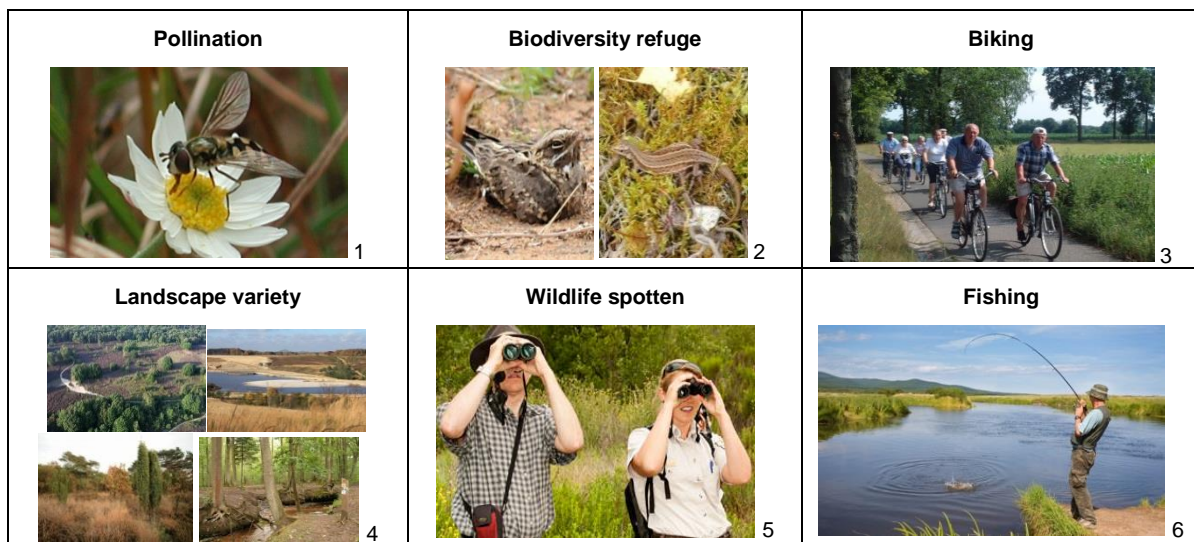 Pollination
1
Biodiversity refuge
2
Biking
3
Landscape variety
4
Wildlife spotten
5
Fishing
6